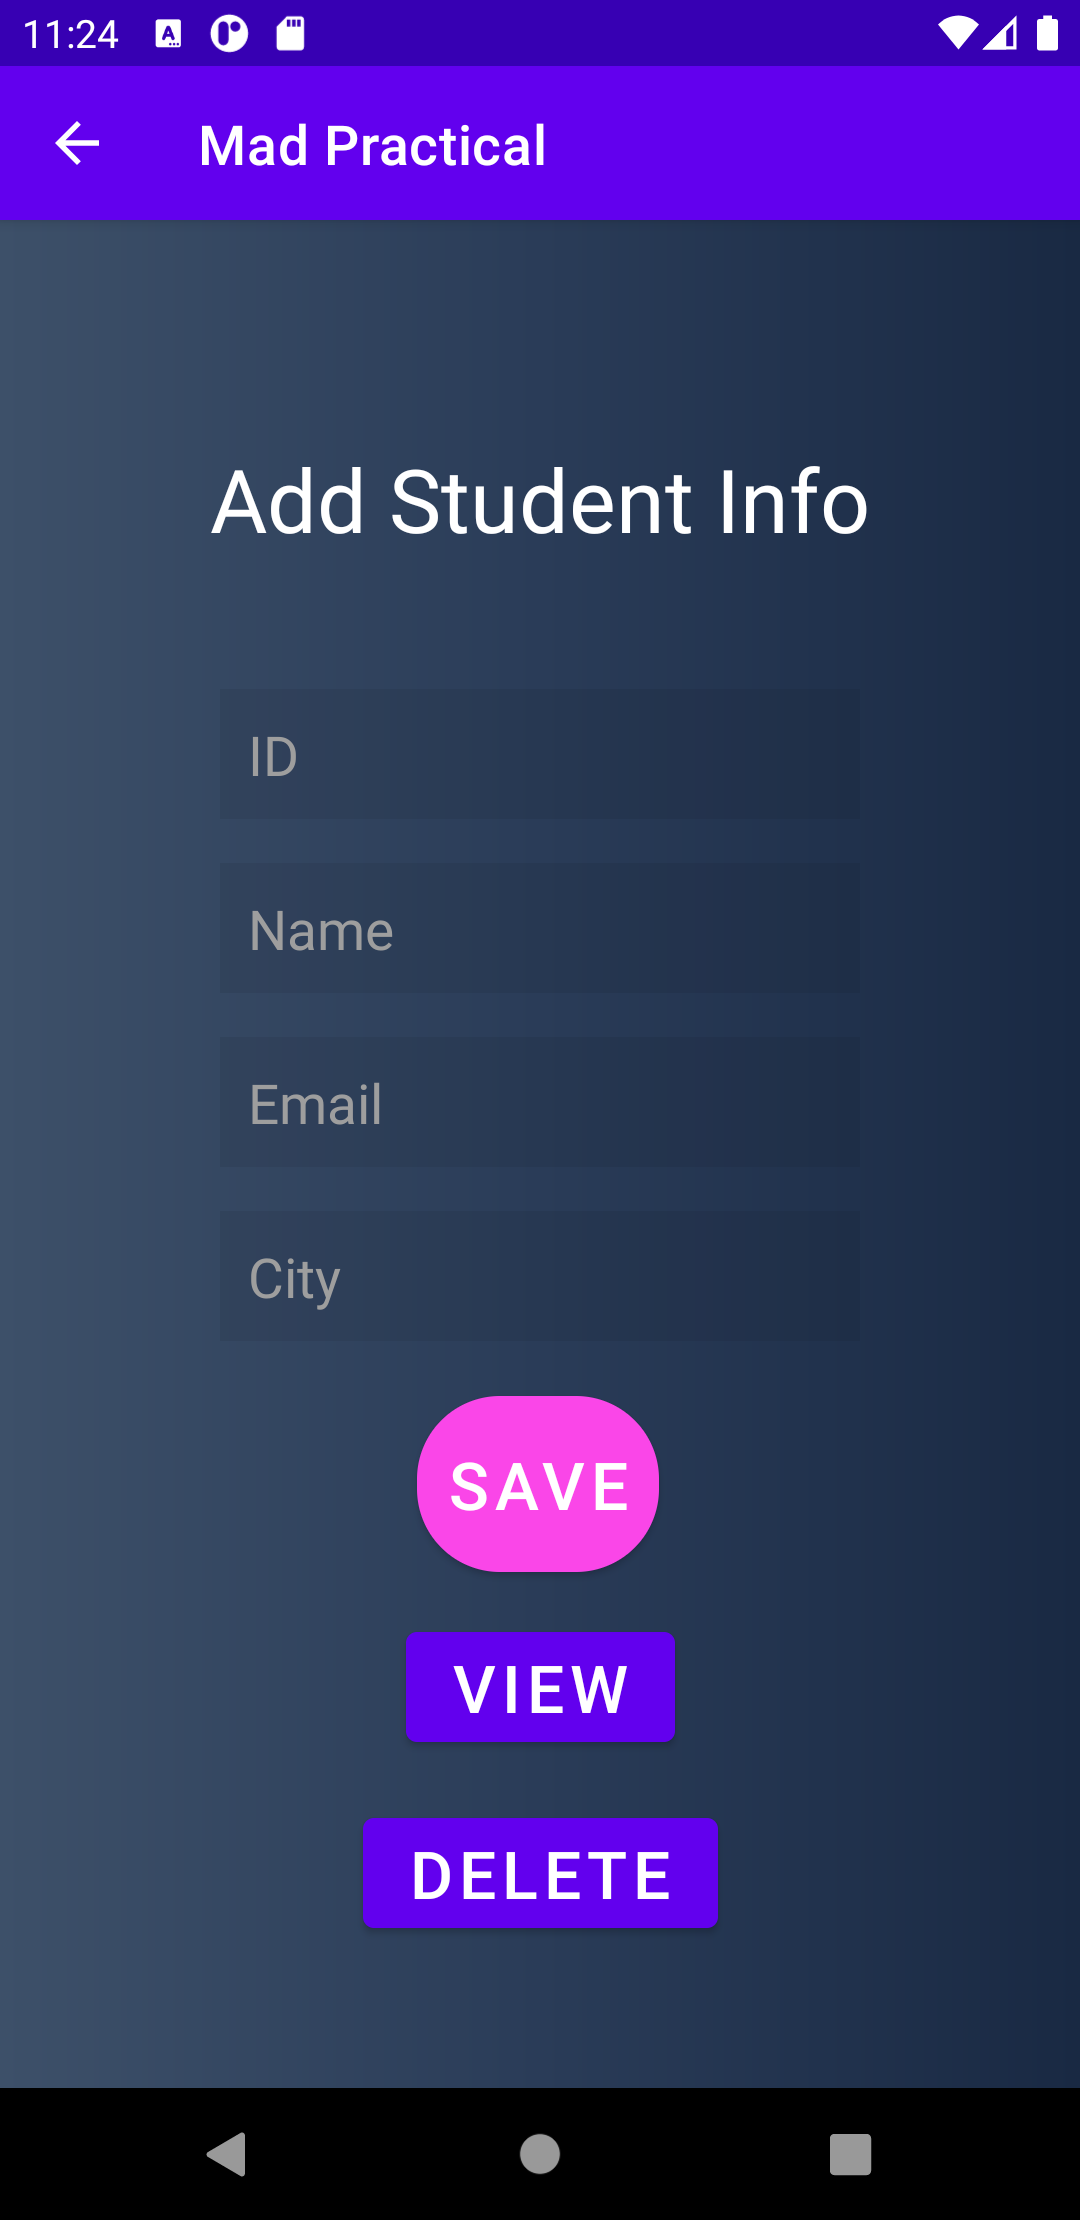 11:24
Mad Practical
Add Student Info
ID
Name
Email
City
SAVE
VIEW
DELETE